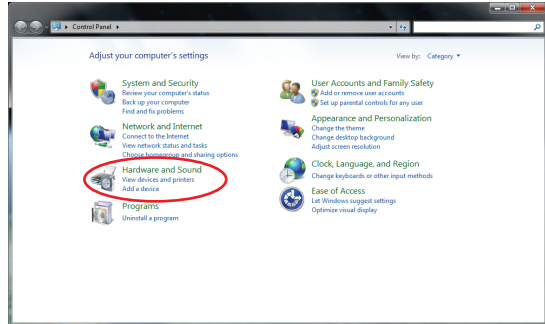 Control Panel
Adjust your computer's settings
View by: Category
System and Security
Review your computer's status
Back up your computer
Find and fix problems
Network and Internet
Connect to the Internet
View network status and tasks
Choose homegroup and sharing options
Hardware and Sound
View devices and printers
Add a device
Programs
Uninstall a program
User Accounts and Family Safety
Add or remove user accounts
Set up parental controls for any user
Appearance and Personalization
Change the theme
Change desktop background
Adjust screen resolution
Clock, Language, and Region
Change keyboards or other input methods
Ease of Access
Let Windows suggest settings
Optimize visual display